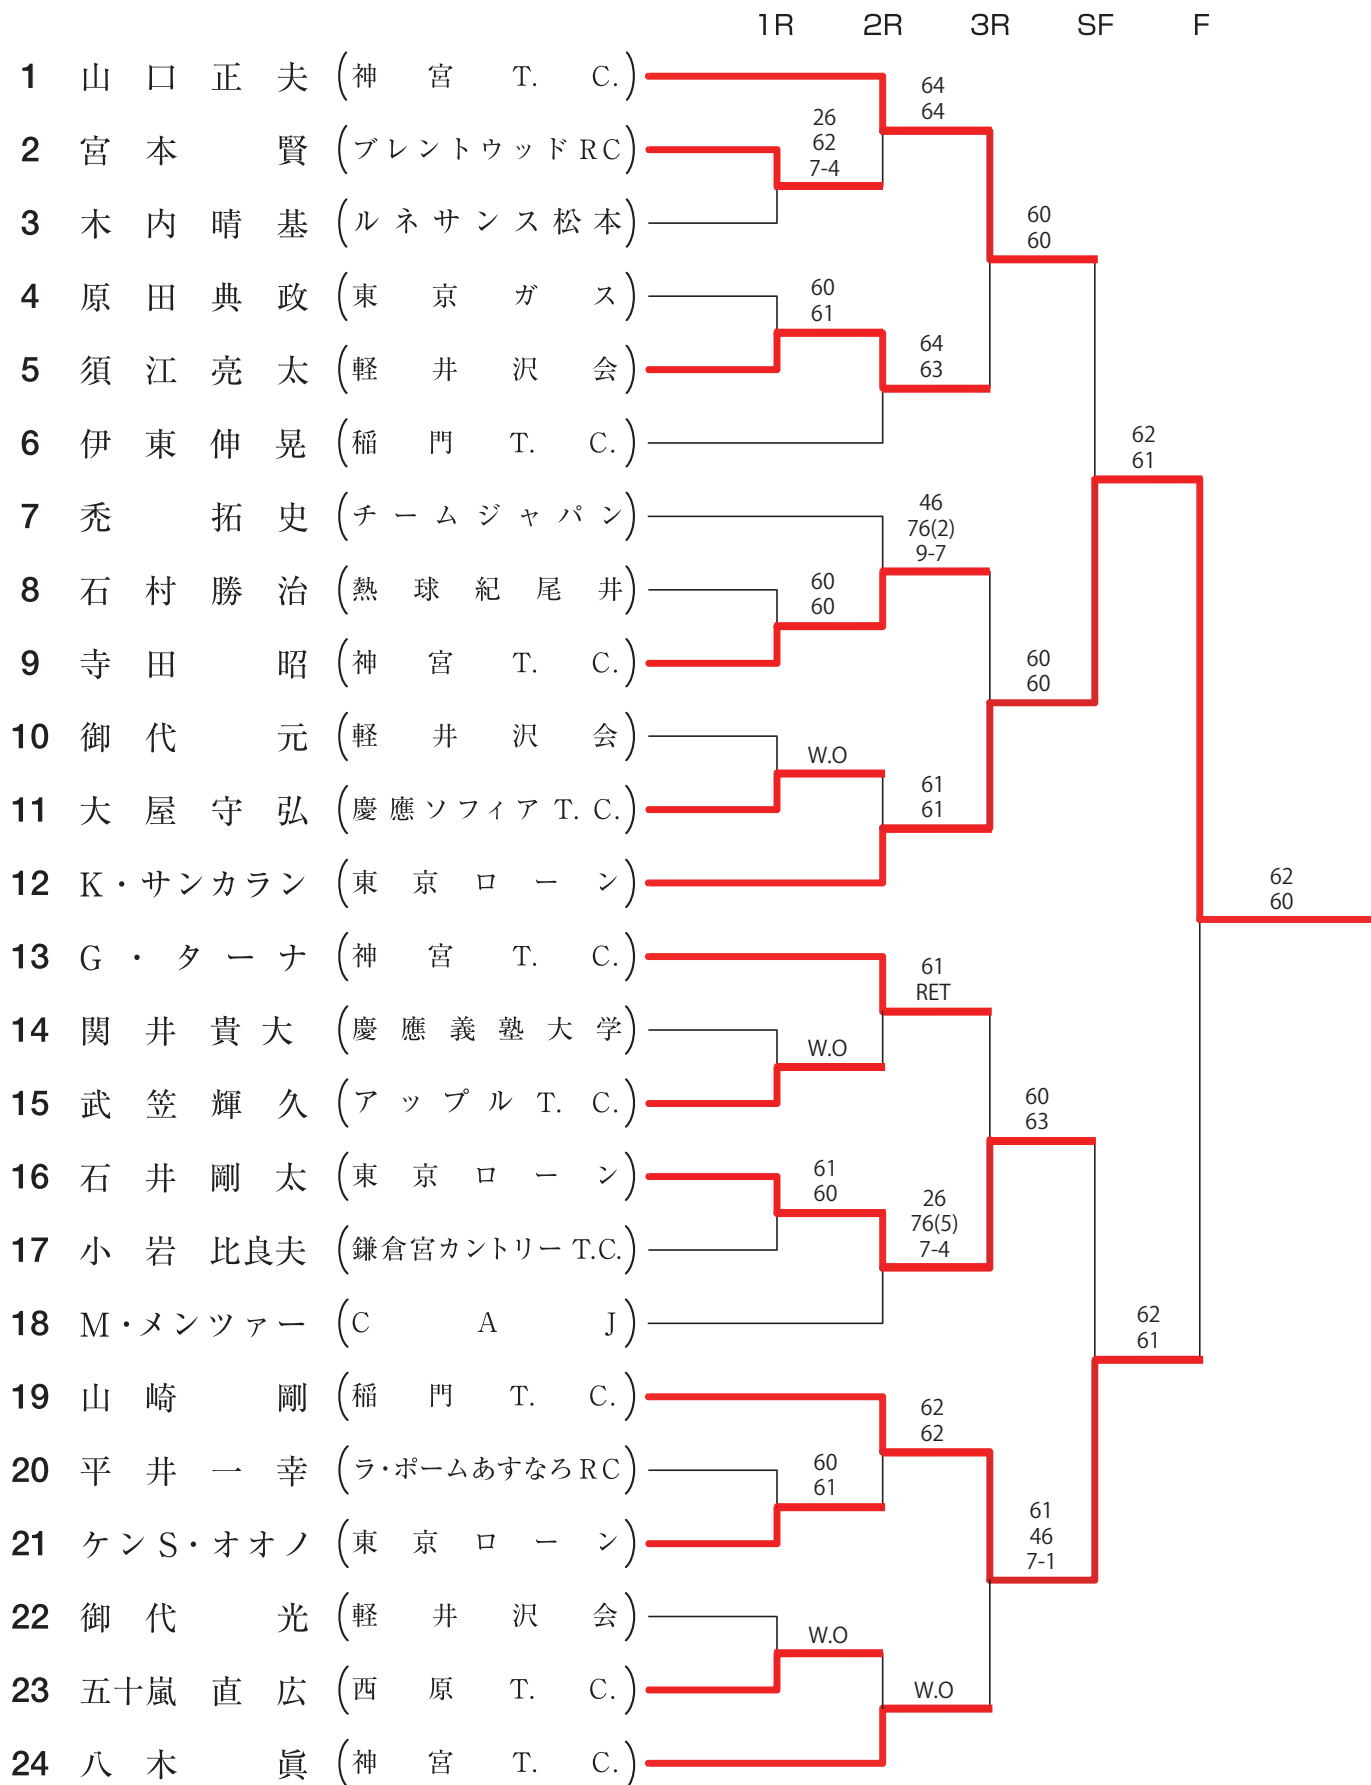 1R 2R 3R SF F
1 山口正夫 (神宮T.C.)
64
64
2 宮本 賢 (ブレントウッドRC)
26
62
7-4
3 木内晴基 (ルネサンス松本)
60
60
4 原田典政 (東京ガス)
60
61
5 須江亮太 (軽井沢会)
64
63
6 伊東伸晃 (稲門T.C.)
62
61
7 禿 拓史 (チームジャパン)
46
76(2)
9-7
8 石村勝治 (熱球紀尾井)
60
60
9 寺田 昭 (神宮T.C.)
60
60
10 御代 元 (軽井沢会)
W.O
11 大屋守弘 (慶應ソフィアT.C.)
61
61
12 K・サンカラン (東京ローン)
62
60
13 G・ターナ (神宮T.C.)
61
RET
14 関井貴大 (慶應義塾大学)
W.O
15 武笠輝久 (アップルT.C.)
60
63
16 石井剛太 (東京ローン)
61
60
17 小岩比良夫 (鎌倉宮カントリーT.C.)
26
76(5)
7-4
18 M・メンツァー (CAJ)
62
61
19 山崎 剛 (稲門T.C.)
62
62
20 平井一幸 (ラ・ポームあすなろRC)
60
61
21 ケンS・オオノ (東京ローン)
61
46
7-1
22 御代 光 (軽井沢会)
W.O
23 五十嵐直広 (西原T.C.)
W.O
24 八木 眞 (神宮T.C.)